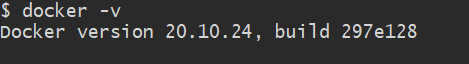 $ docker -v
Docker version 20.10.24, build 297e128